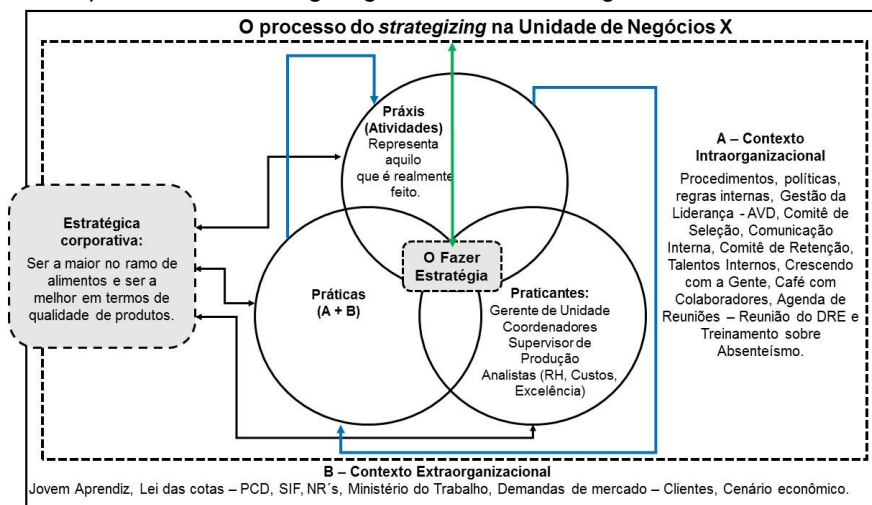 O processo do strategizing na Unidade de Negócios X
Práxis
(Atividades)
Representa
aquilo
que é realmente
feito.
A – Contexto
Intraorganizacional
Procedimentos, políticas,
regras internas, Gestão da
Liderança - AVD, Comitê de
Seleção, Comunicação
Interna, Comitê de Retenção,
Talentos Internos, Crescendo
com a Gente, Café com
Colaboradores, Agenda de
Reuniões – Reunião do DRE e
Treinamento sobre
Absenteísmo.
Estratégica
corporativa:
Ser a maior no ramo de
alimentos e ser a
melhor em termos de
qualidade de produtos.
O Fazer
Estratégia
Práticas
(A + B)
Praticantes:
Gerente de Unidade
Coordenadores
Supervisor de
Produção
Analistas (RH, Custos,
Excelência)
B – Contexto Extraorganizacional
Jovem Aprendiz, Lei das cotas – PCD, SIF, NR´s, Ministério do Trabalho, Demandas de mercado – Clientes, Cenário econômico.